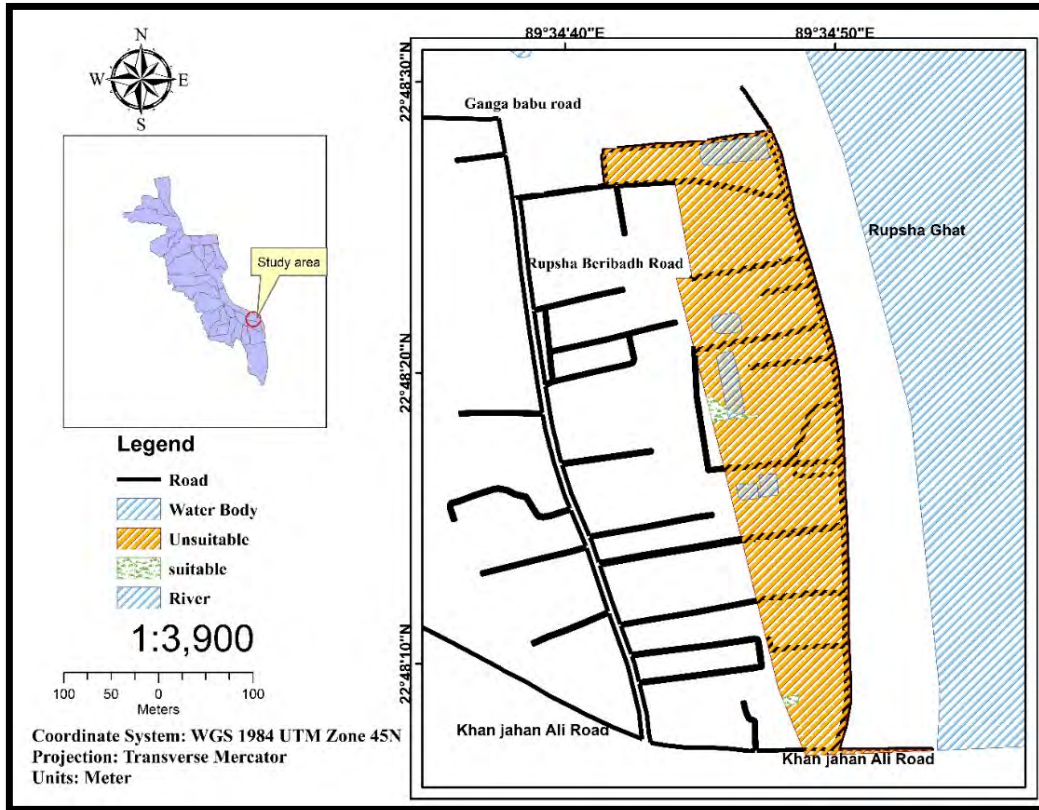 N
W E
S
Study area
Legend
Road
Water Body
Unsuitable
suitable
River
1:3,900
100 50 0 100
Meters
Coordinate System: WGS 1984 UTM Zone 45N
Projection: Transverse Mercator
Units: Meter
89°34'40"E 89°34'50"E
22°48'30"N
22°48'20"N
22°48'10"N
Ganga babu road
Rupsha Ghat
Rupsha Beribadh Road
Khan jahan Ali Road
Khan jahan Ali Road